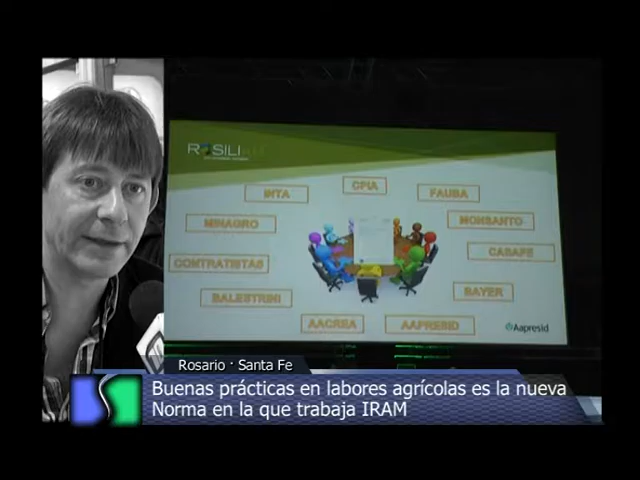 ROSILI
INTA
CPIA
FAUBA
MINAGRO
MONSANTO
CONTRATISTAS
CASAFE
BALESTRINI
BAYER
AACREA
AAPRESID
Aapresid
Rosario · Santa Fe
Buenas prácticas en labores agrícolas es la nueva
Norma en la que trabaja IRAM